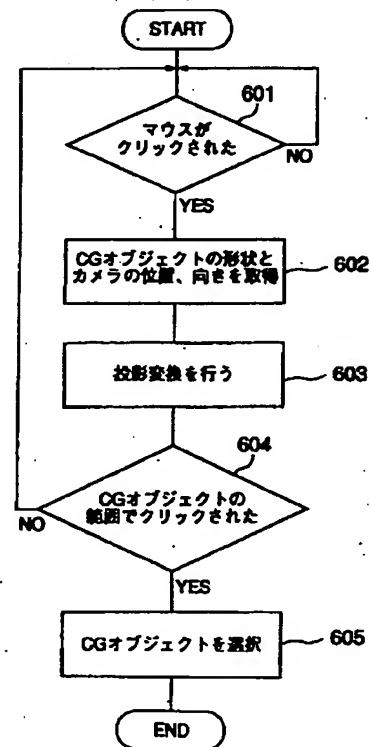 START
601
マウスが
クリックされた
NO
YES
CGオブジェクトの形状と
カメラの位置、向きを取得
602
投影変換を行う
603
604
CGオブジェクトの
範囲でクリックされた
NO
YES
CGオブジェクトを選択
605
END